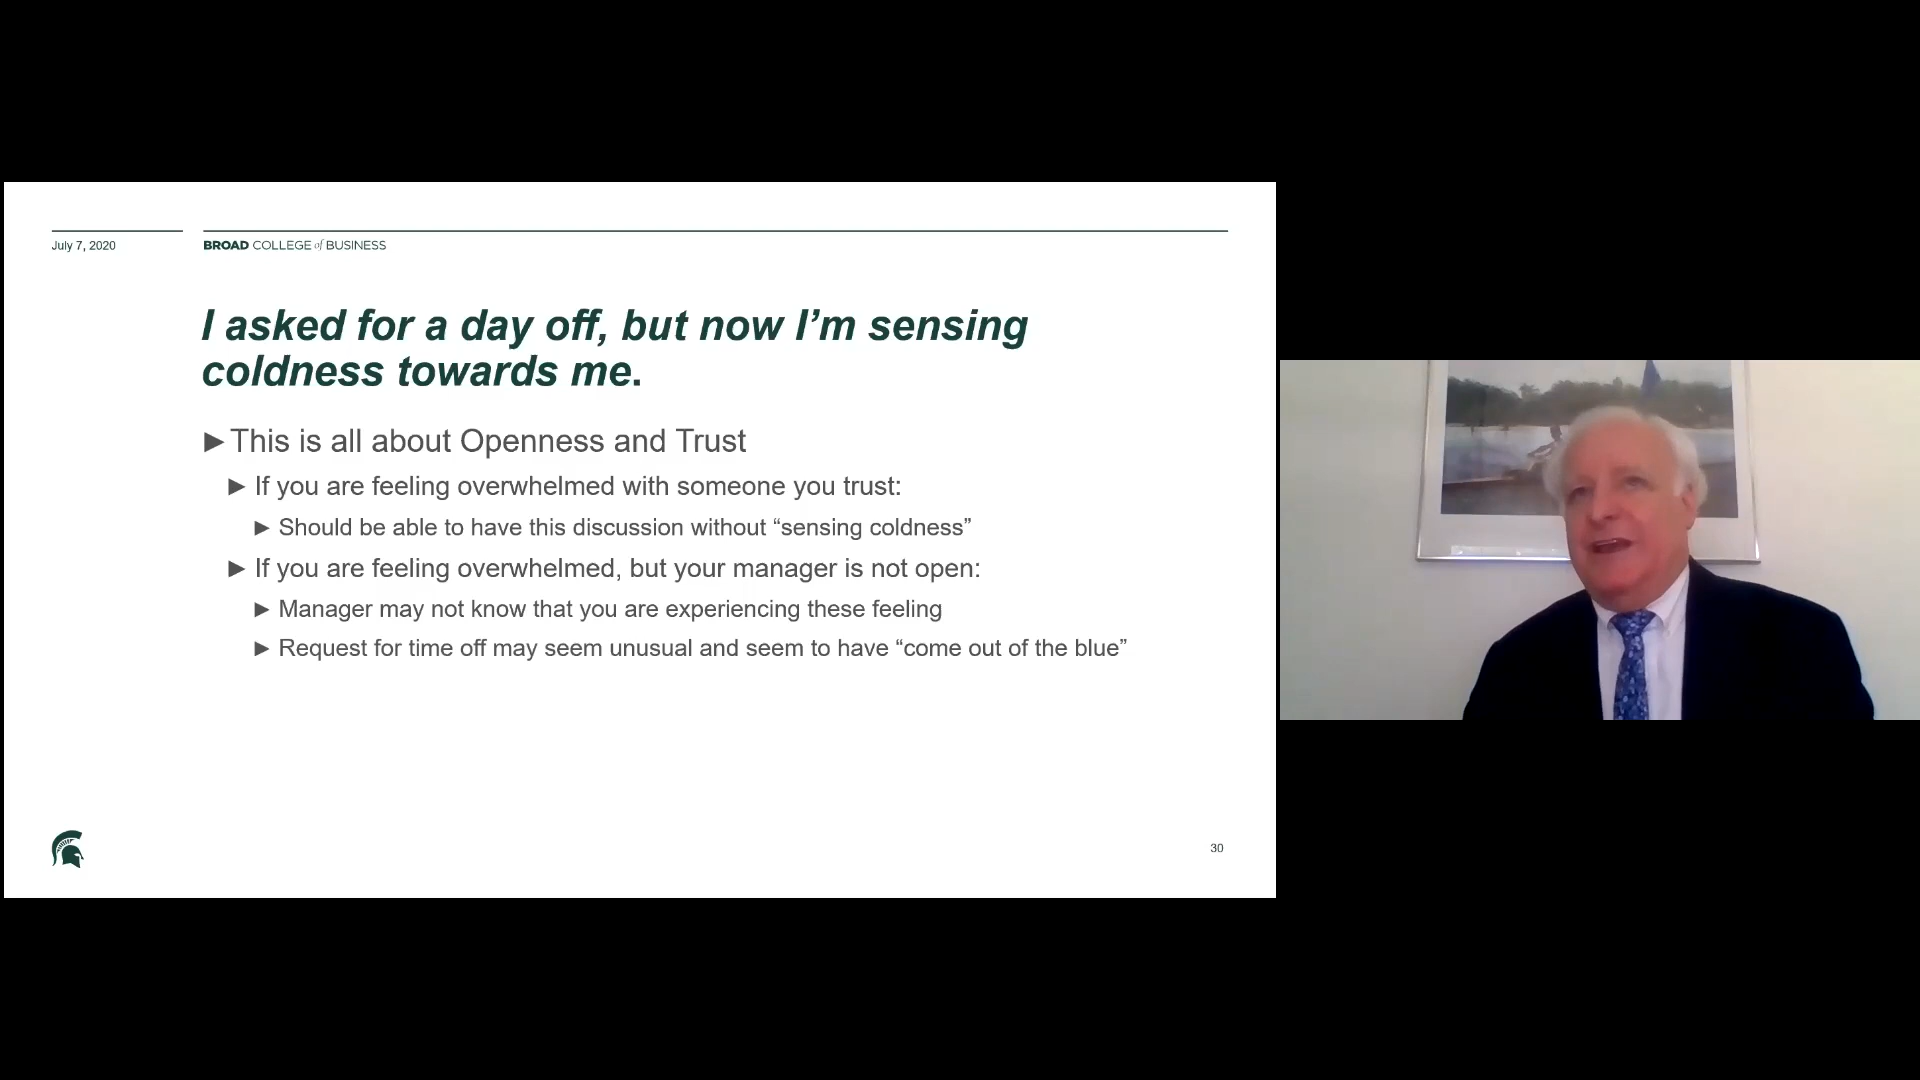 July 7, 2020
BROAD COLLEGE of BUSINESS
I asked for a day off, but now I’m sensing
coldness towards me.
►This is all about Openness and Trust
► If you are feeling overwhelmed with someone you trust:
► Should be able to have this discussion without “sensing coldness”
► If you are feeling overwhelmed, but your manager is not open:
► Manager may not know that you are experiencing these feeling
► Request for time off may seem unusual and seem to have “come out of the blue”
30